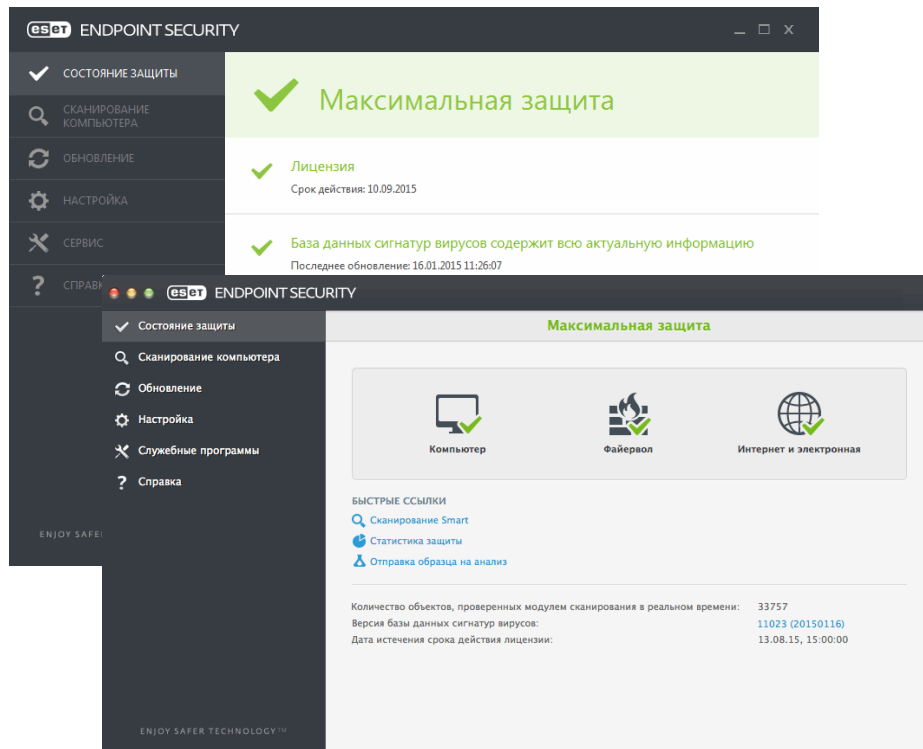 eset ENDPOINT SECURITY
СОСТОЯНИЕ ЗАЩИТЫ
СКАНИРОВАНИЕ
КОМПЬЮТЕРА
ОБНОВЛЕНИЕ
НАСТРОЙКА
СЕРВИС
СПРАВК
ENJOY SAFE
Максимальная защита
Лицензия
Срок действия: 10.09.2015
База данных сигнатур вирусов содержит всю актуальную информацию
Последнее обновление: 16.01.2015 11:26:07
eset ENDPOINT SECURITY
Состояние защиты
Сканирование компьютера
Обновление
Настройка
Служебные программы
Справка
ENJOY SAFER TECHNOLOGY™
Максимальная защита
Компьютер
Файервол
Интернет и электронная
БЫСТРЫЕ ССЫЛКИ
Сканирование Smart
Статистика защиты
Отправка образца на анализ
Количество объектов, проверенных модулем сканирования в реальном времени: 33757
Версия базы данных сигнатур вирусов: 11023 (20150116)
Дата истечения срока действия лицензии: 13.08.15, 15:00:00